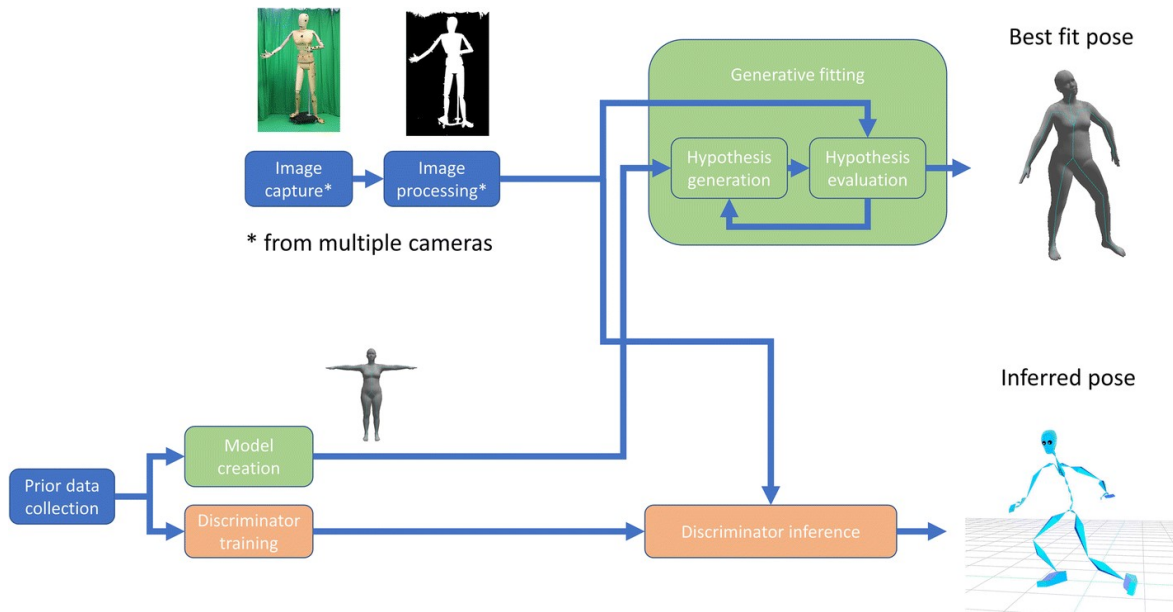 Best fit pose
Generative fitting
Image
capture*
Image
processing*
Hypothesis
generation
Hypothesis
evaluation
* from multiple cameras
Inferred pose
Model
creation
Prior data
collection
Discriminator
training
Discriminator inference